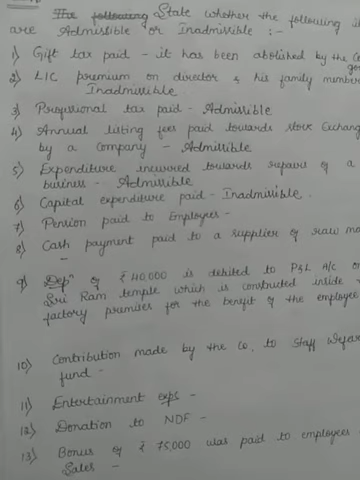 State whether the following
are Admissible or Inadmissible :-
1) Gift tax paid - it has been abolished by the
2) LIC premium on director & his family member
Inadmissible
3) Professional tax paid - Admissible
4) Annual listing fees paid towards stock Exchan
by a company - Admissible
5) Expenditure incurred towards repairs of a
business - Admissible
6) Capital expenditure paid - Inadmissible.
7) Pension paid to Employees -
8) Cash payment paid to a supplier of raw ma
-
9) Depn of ₹ 40,000 is debited to P&L A/c on
Sri Ram temple which is constructed inside
factory premises for the benefit of the employee
10) Contribution made by the Co. to Staff Welfare
fund -
11) Entertainment exps -
12) Donation to NDF -
13) Bonus of ₹ 75,000 was paid to employees
Sales -